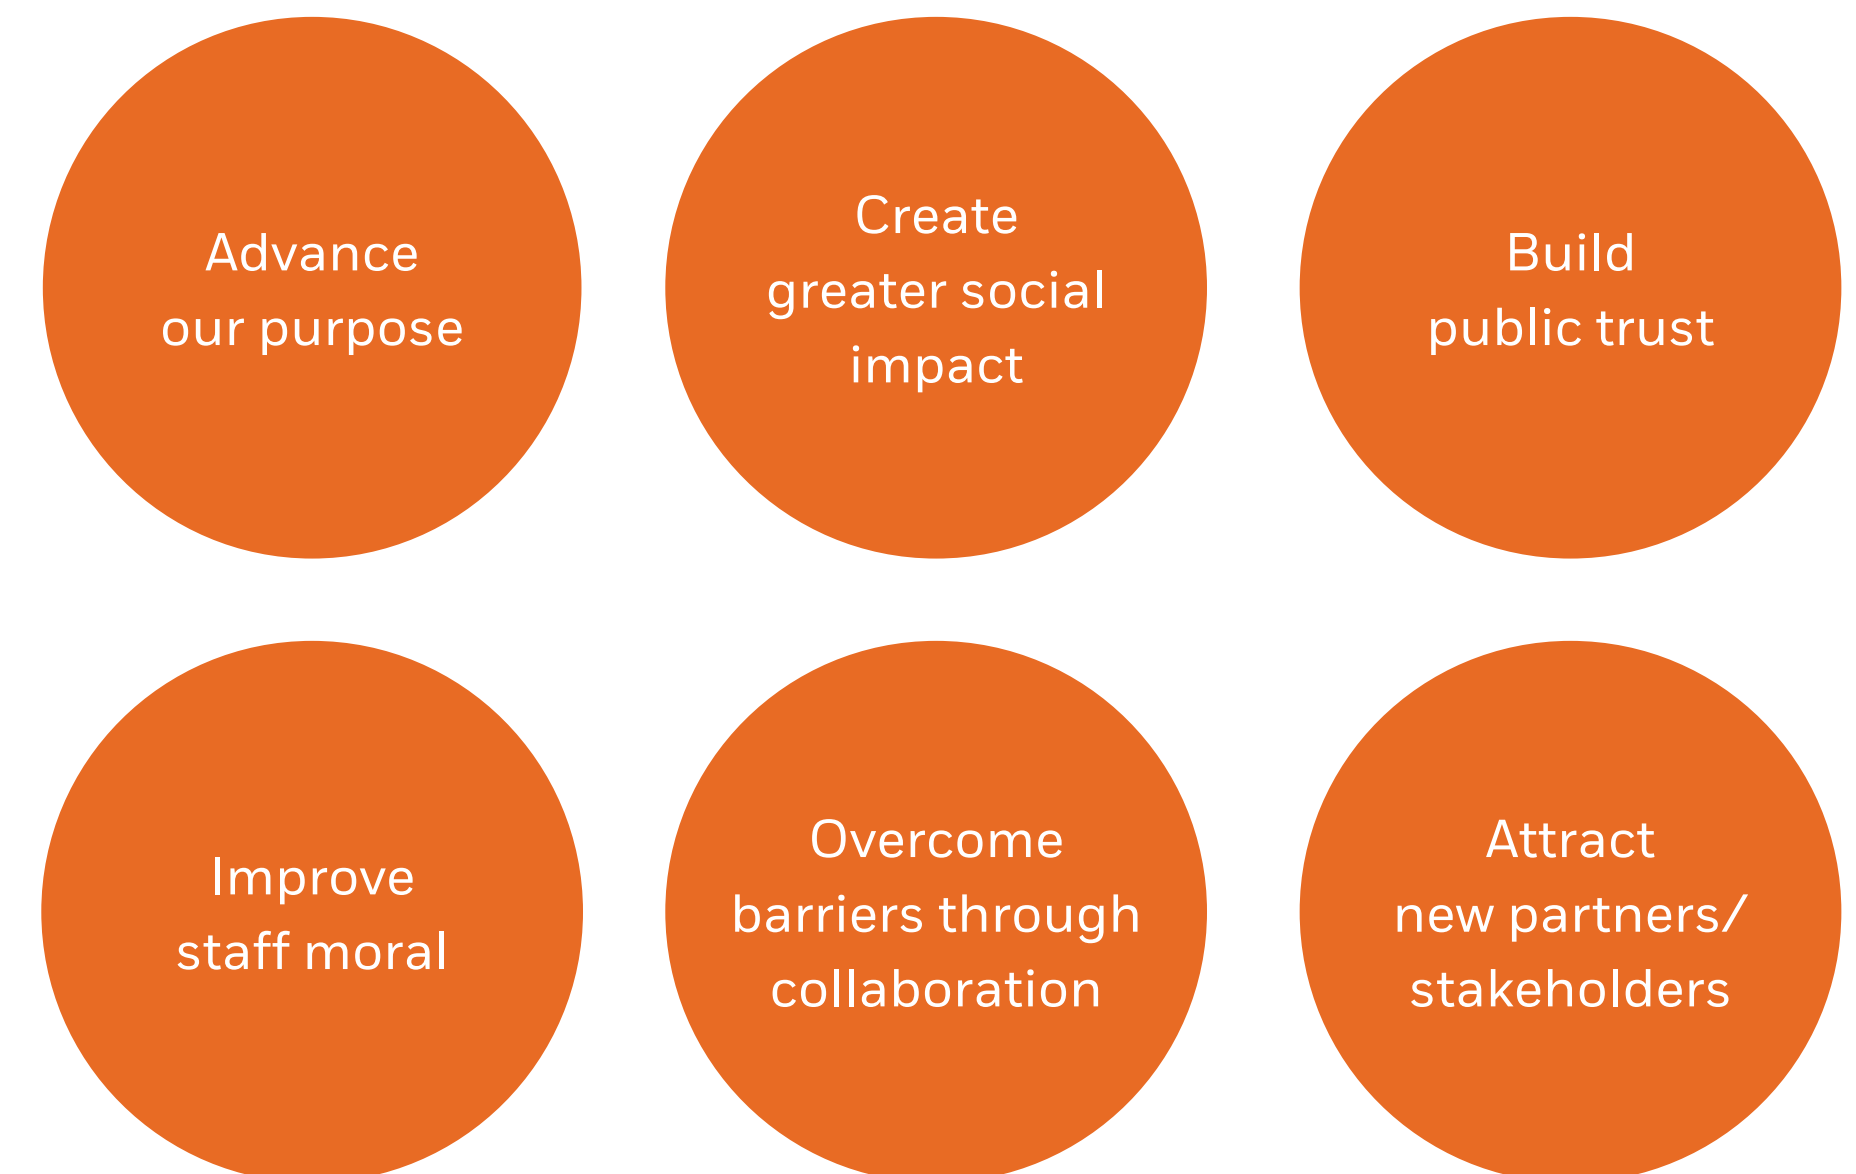 Advance
our purpose
Create
greater social
impact
Build
public trust
Improve
staff moral
Overcome
barriers through
collaboration
Attract
new partners/
stakeholders